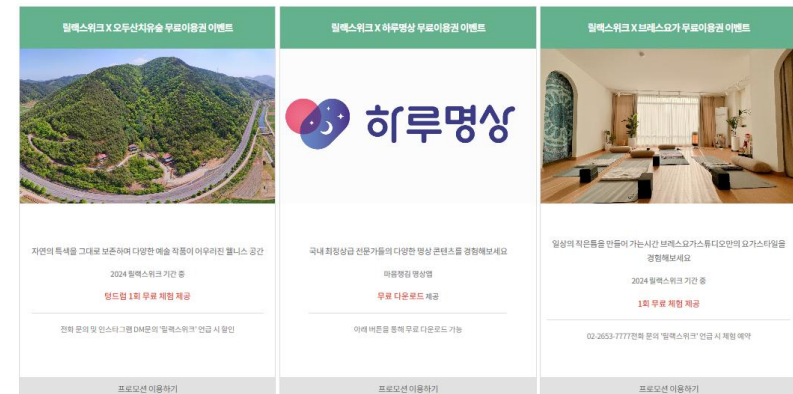 릴랙스위크 X 오두산치유숲 무료이용권 이벤트
자연의 특색을 그대로 보존하며 다양한 예술 작품이 어우러진 웰니스 공간
2024 릴랙스위크 기간 중
텅드럼 1회 무료 체험 제공
전화 문의 및 인스타그램 DM문의 '릴랙스위크' 언급 시 할인
프로모션 이용하기
릴랙스위크 X 하루명상 무료이용권 이벤트
하루명상
국내 최정상급 전문가들의 다양한 명상 콘텐츠를 경험해보세요
마음챙김 명상앱
무료 다운로드 제공
아래 버튼을 통해 무료 다운로드 가능
프로모션 이용하기
릴랙스위크 X 브레스요가 무료이용권 이벤트
일상의 작은틈을 만들어 가는시간 브레스요가스튜디오만의 요가스타일을
경험해보세요
2024 릴랙스위크 기간 중
1회 무료 체험 제공
02-2653-7777전화 문의 '릴랙스위크' 언급 시 체험 예약
프로모션 이용하기